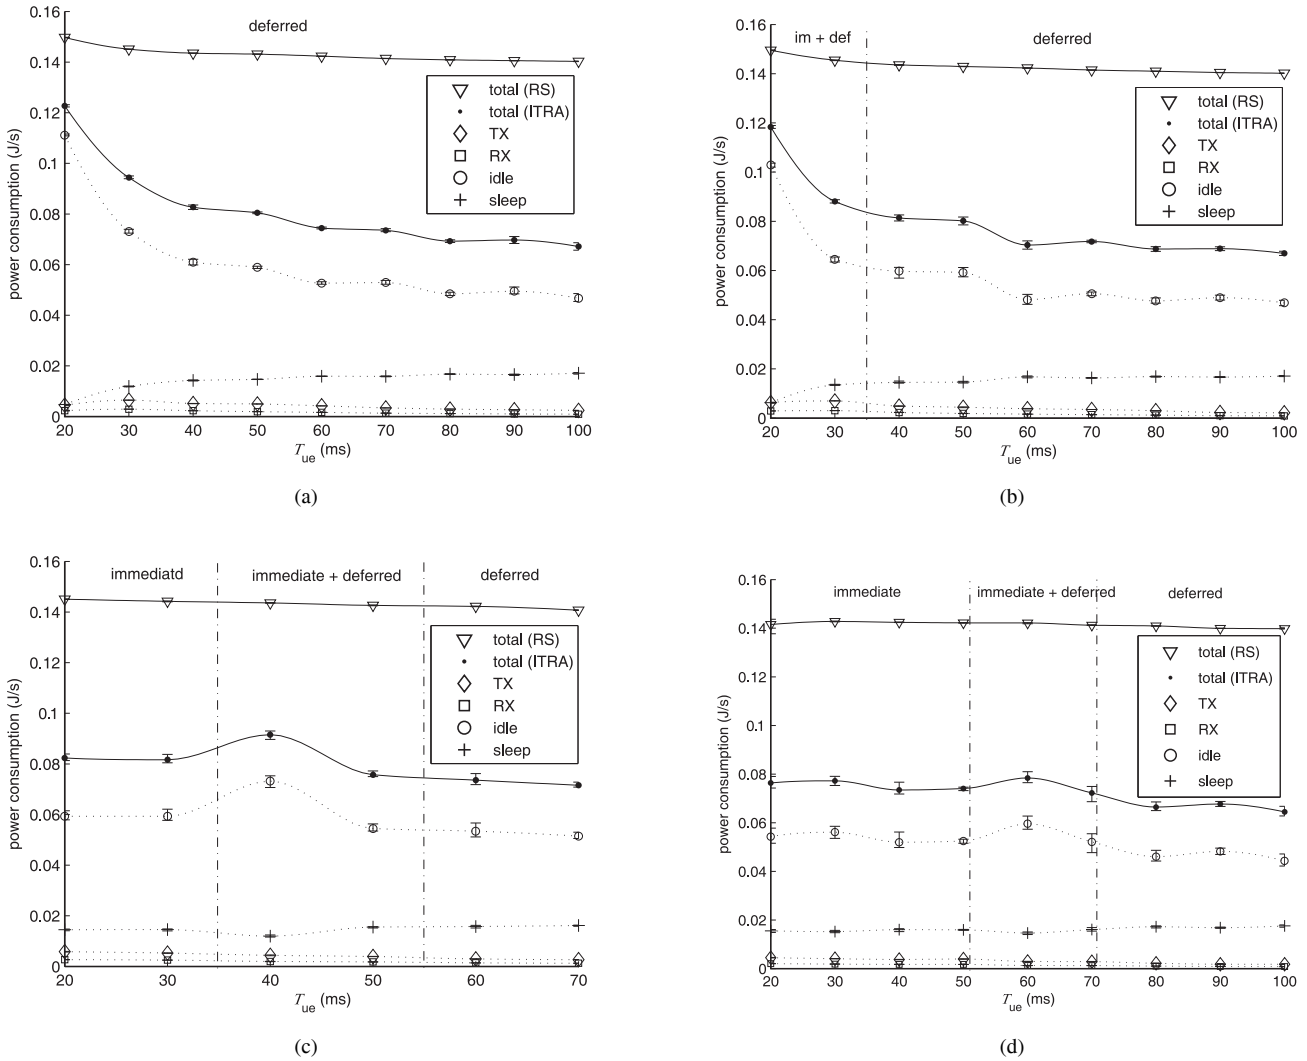 deferred
0.16
0.14
0.12
0.1
0.08
0.06
0.04
0.02
0
power consumption (J/s)
total (RS)
total (ITRA)
TX
RX
idle
sleep
20 30 40 50 60 70 80 90 100
T_ue (ms)
(a)
im + def deferred
0.16
0.14
0.12
0.1
0.08
0.06
0.04
0.02
0
power consumption (J/s)
total (RS)
total (ITRA)
TX
RX
idle
sleep
20 30 40 50 60 70 80 90 100
T_ue (ms)
(b)
immediatd immediate + deferred deferred
0.16
0.14
0.12
0.1
0.08
0.06
0.04
0.02
0
power consumption (J/s)
total (RS)
total (ITRA)
TX
RX
idle
sleep
20 30 40 50 60 70
T_ue (ms)
(c)
immediate immediate + deferred deferred
0.16
0.14
0.12
0.1
0.08
0.06
0.04
0.02
0
power consumption (J/s)
total (RS)
total (ITRA)
TX
RX
idle
sleep
20 30 40 50 60 70 80 90 100
T_ue (ms)
(d)